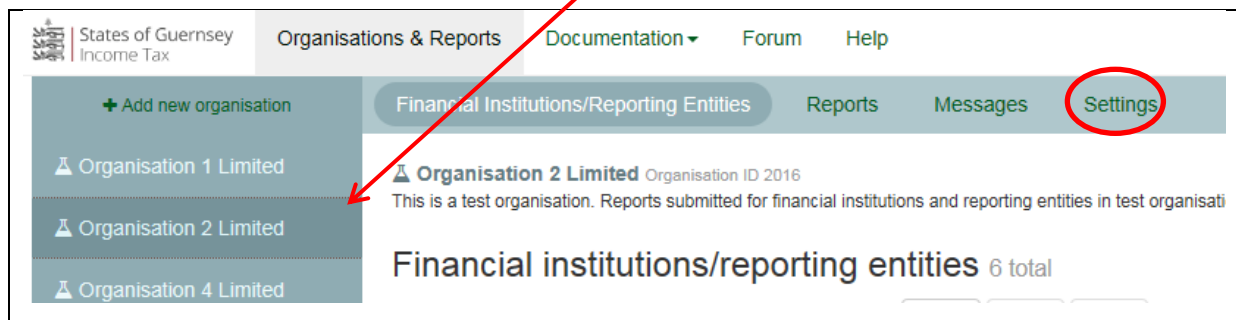 States of Guernsey
Income Tax
Organisations & Reports Documentation Forum Help
+ Add new organisation
Financial Institutions/Reporting Entities Reports Messages Settings
Organisation 1 Limited
Organisation 2 Limited Organisation ID 2016
This is a test organisation. Reports submitted for financial institutions and reporting entities in test organisati
Organisation 2 Limited
Financial institutions/reporting entities 6 total
Organisation 4 Limited